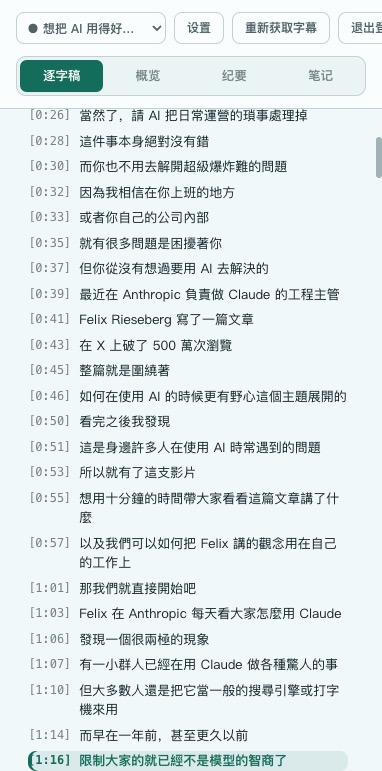 ● 想把 AI 用得好...
设置
重新获取字幕
退出登
逐字稿
概览
纪要
笔记
[0:26] 當然了，請 AI 把日常運營的瑣事處理掉
[0:28] 這件事本身絕對沒有錯
[0:30] 而你也不用去解開超級爆炸難的問題
[0:32] 因為我相信在你上班的地方
[0:33] 或者你自己的公司內部
[0:35] 就有很多問題是困擾著你
[0:37] 但你從沒有想過要用 AI 去解決的
[0:39] 最近在 Anthropic 負責做 Claude 的工程主管
[0:41] Felix Rieseberg 寫了一篇文章
[0:43] 在 X 上破了 500 萬次瀏覽
[0:45] 整篇就是圍繞著
[0:46] 如何在使用 AI 的時候更有野心這個主題展開的
[0:50] 看完之後我發現
[0:51] 這是身邊許多人在使用 AI 時常遇到的問題
[0:53] 所以就有了這支影片
[0:55] 想用十分鐘的時間帶大家看看這篇文章講了什
麼
[0:57] 以及我們可以如何把 Felix 講的觀念用在自己
的工作上
[1:01] 那我們就直接開始吧
[1:03] Felix 在 Anthropic 每天看大家怎麼用 Claude
[1:06] 發現一個很兩極的現象
[1:07] 有一小群人已經在用 Claude 做各種驚人的事
[1:10] 但大多數人還是把它當一般的搜尋引擎或打字
機來用
[1:14] 而早在一年前，甚至更久以前
[1:16] 限制大家的就已經不是模型的智商了